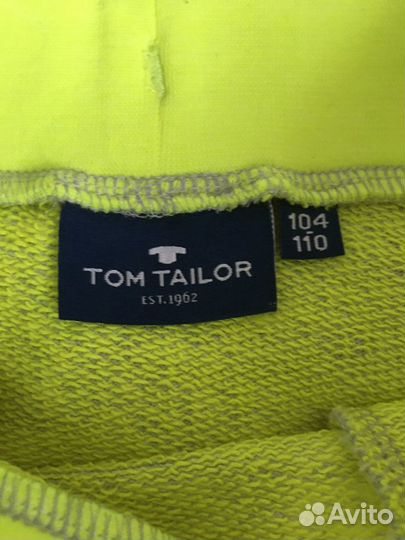 TOM TAILOR
EST.1962
104
-
110
Avito